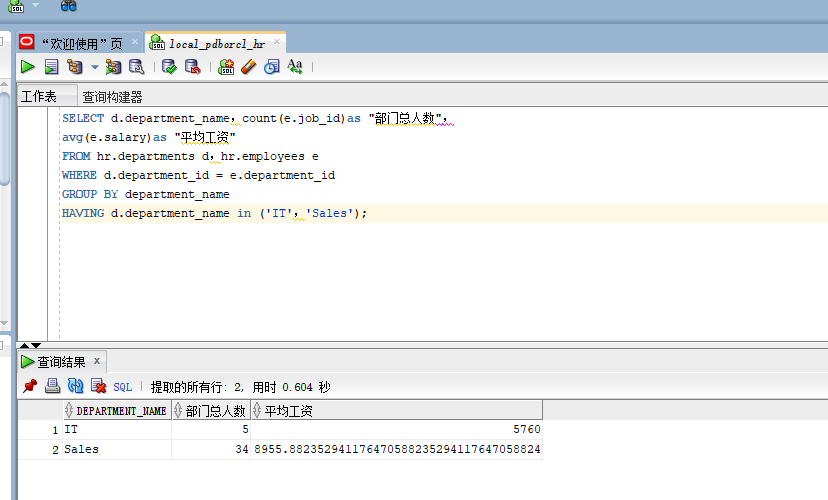 SQL
"欢迎使用"页 ×
SQL local_pdborcl_hr ×
SQL Aa
工作表 查询构建器
SELECT d.department_name，count(e.job_id)as "部门总人数"，
avg(e.salary)as "平均工资"
FROM hr.departments d，hr.employees e
WHERE d.department_id = e.department_id
GROUP BY department_name
HAVING d.department_name in ('IT'，'Sales');
查询结果 x
SQL | 提取的所有行: 2, 用时 0.604 秒
DEPARTMENT_NAME 部门总人数 平均工资
1 IT 5 5760
2 Sales 34 8955.882352941176470588235294117647058824